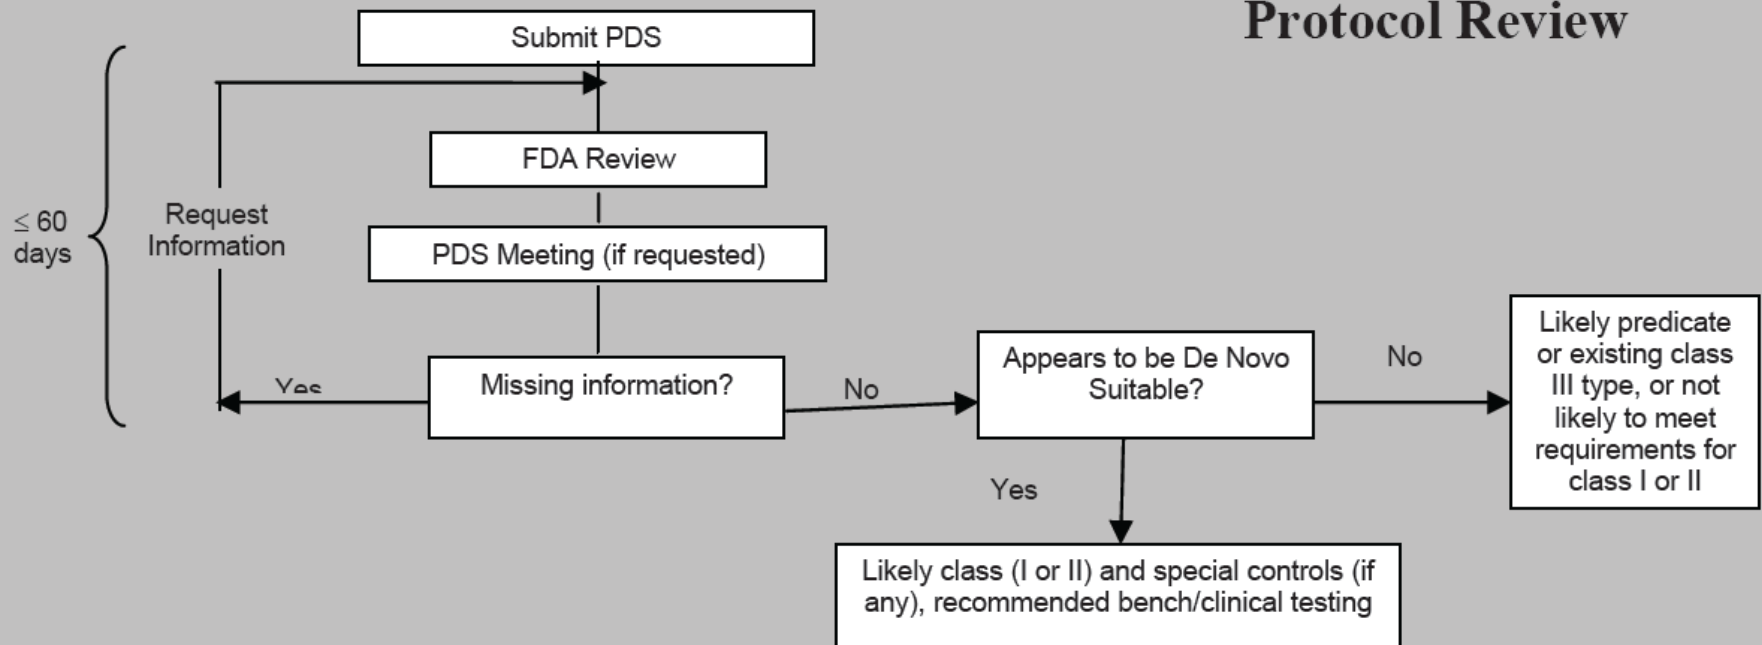 Protocol Review
Submit PDS
FDA Review
≤ 60
days
Request
Information
PDS Meeting (if requested)
Missing information?
Yes
No
Appears to be De Novo
Suitable?
No
Likely predicate
or existing class
III type, or not
likely to meet
requirements for
class I or II
Yes
Likely class (I or II) and special controls (if
any), recommended bench/clinical testing